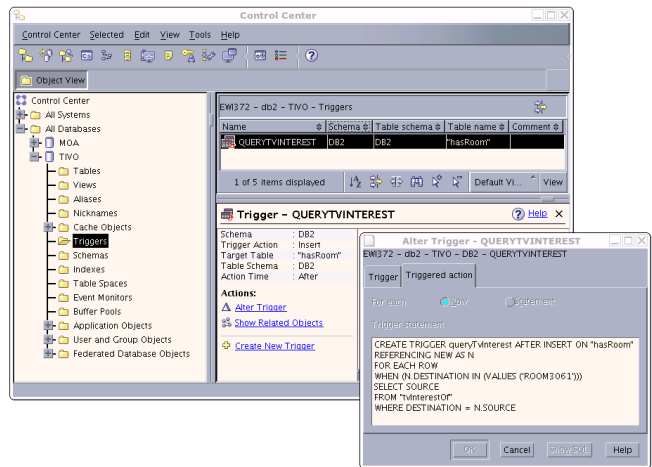 Control Center
Control Center Selected Edit View Tools Help
Object View
Control Center
All Systems
All Databases
MOA
TIVO
Tables
Views
Aliases
Nicknames
Cache Objects
Triggers
Schemas
Indexes
Table Spaces
Event Monitors
Buffer Pools
Application Objects
User and Group Objects
Federated Database Objects
EWI372 - db2 - TIVO - Triggers
Name Schema Table schema Table name Comment
QUERYTVINTEREST DB2 DB2 "hasRoom"
1 of 5 items displayed Default Vi... View
Trigger - QUERYTVINTEREST Help
Schema : DB2
Trigger Action : Insert
Target Table : "hasRoom"
Table Schema : DB2
Action Time : After
Actions:
Alter Trigger
Show Related Objects
Create New Trigger
Alter Trigger - QUERYTVINTEREST
EWI372 - db2 - TIVO - DB2 - QUERYTVINTEREST
Trigger Triggered action
For each Row Statement
Trigger statement
CREATE TRIGGER queryTvInterest AFTER INSERT ON "hasRoom"
REFERENCING NEW AS N
FOR EACH ROW
WHEN (N.DESTINATION IN (VALUES ('ROOM3061')))
SELECT SOURCE
FROM "tvInterestOf"
WHERE DESTINATION = N.SOURCE
OK Cancel Show SQL Help